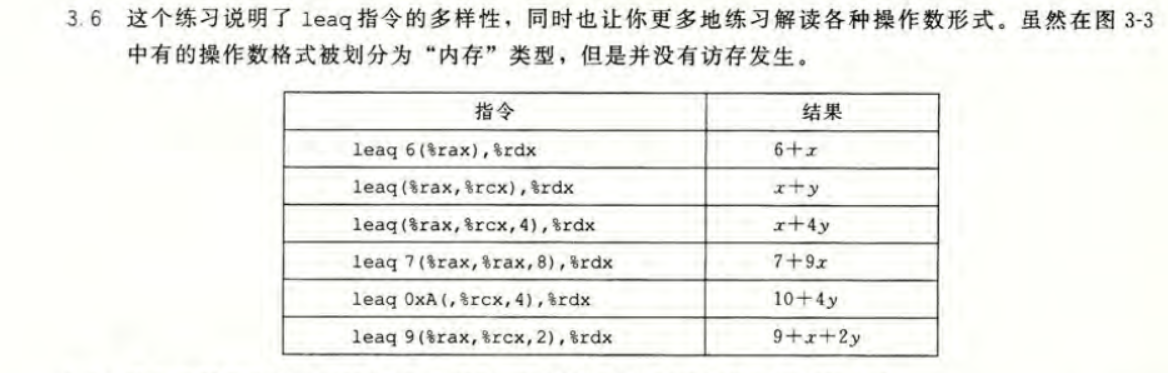 3.6 这个练习说明了 leaq 指令的多样性，同时也让你更多地练习解读各种操作数形式。虽然在图 3-3
中有的操作数格式被划分为“内存”类型，但是并没有访存发生。
指令 结果
leaq 6(%rax),%rdx 6+x
leaq(%rax,%rcx),%rdx x+y
leaq(%rax,%rcx,4),%rdx x+4y
leaq 7(%rax,%rax,8),%rdx 7+9x
leaq 0xA(,%rcx,4),%rdx 10+4y
leaq 9(%rax,%rcx,2),%rdx 9+x+2y